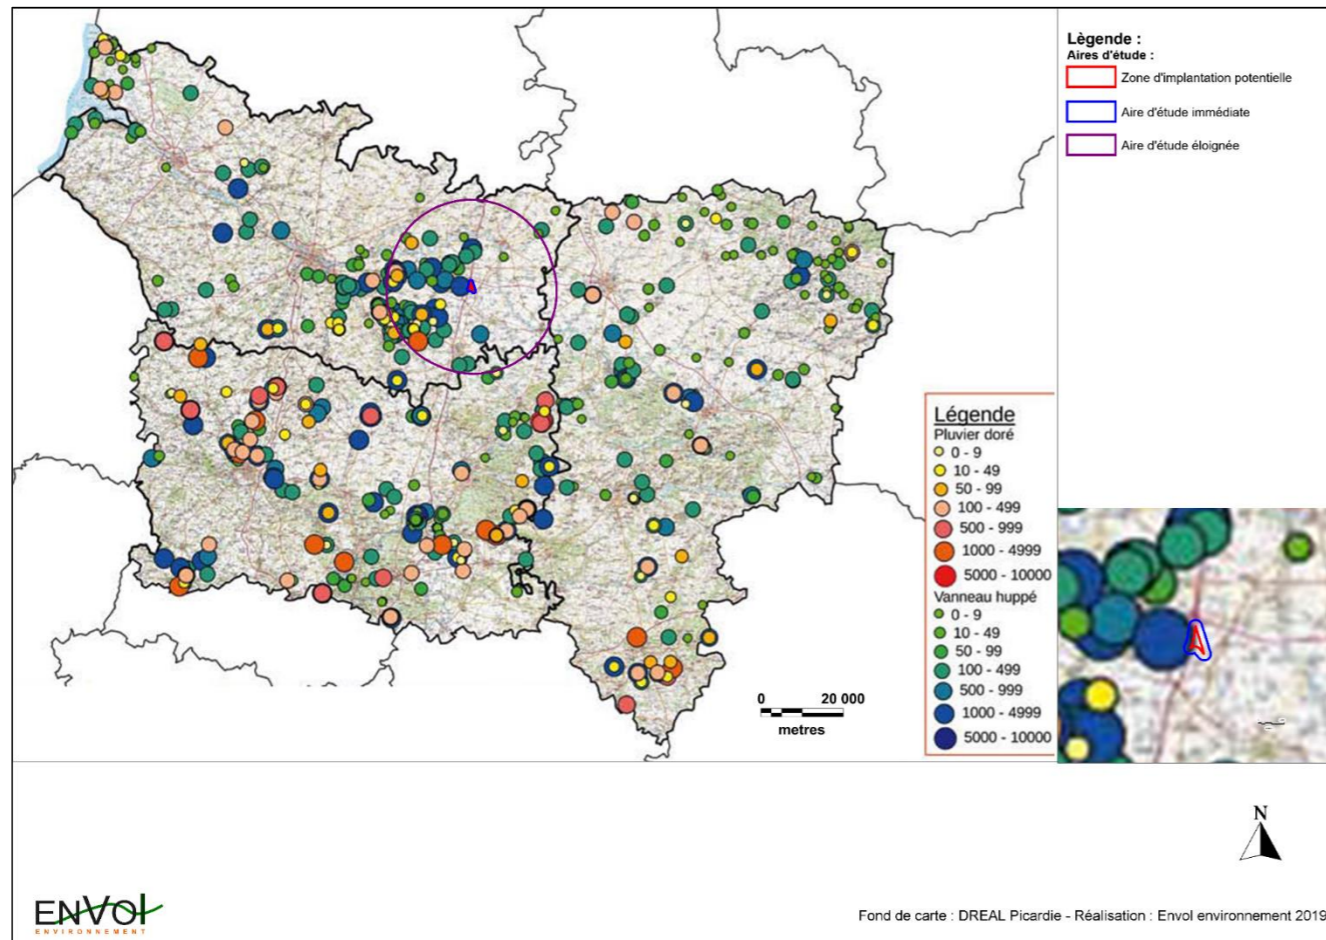 Lègende :
Aires d'étude :
Zone d'implantation potentielle
Aire d'étude immédiate
Aire d'étude éloignée
Légende
Pluvier doré
0 - 9
10 - 49
50 - 99
100 - 499
500 - 999
1000 - 4999
5000 - 10000
Vanneau huppé
0 - 9
10 - 49
50 - 99
100 - 499
500 - 999
1000 - 4999
5000 - 10000
0 20 000
metres
N
ENVOl
ENVIRONNEMENT
Fond de carte : DREAL Picardie - Réalisation : Envol environnement 2019